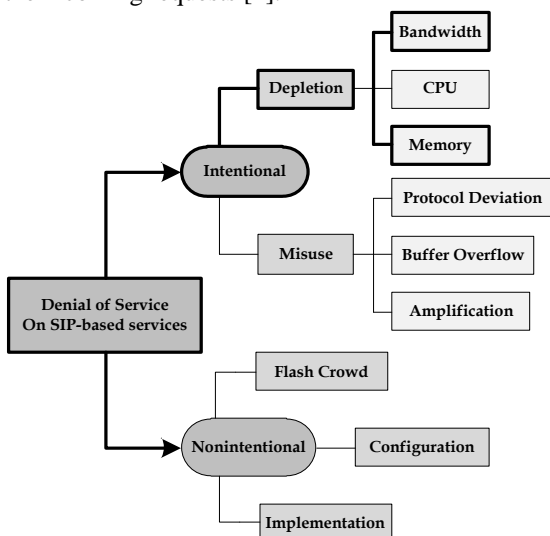 Bandwidth
Depletion
CPU
Memory
Intentional
Protocol Deviation
Misuse
Buffer Overflow
Amplification
Denial of Service
On SIP-based services
Flash Crowd
Nonintentional
Configuration
Implementation